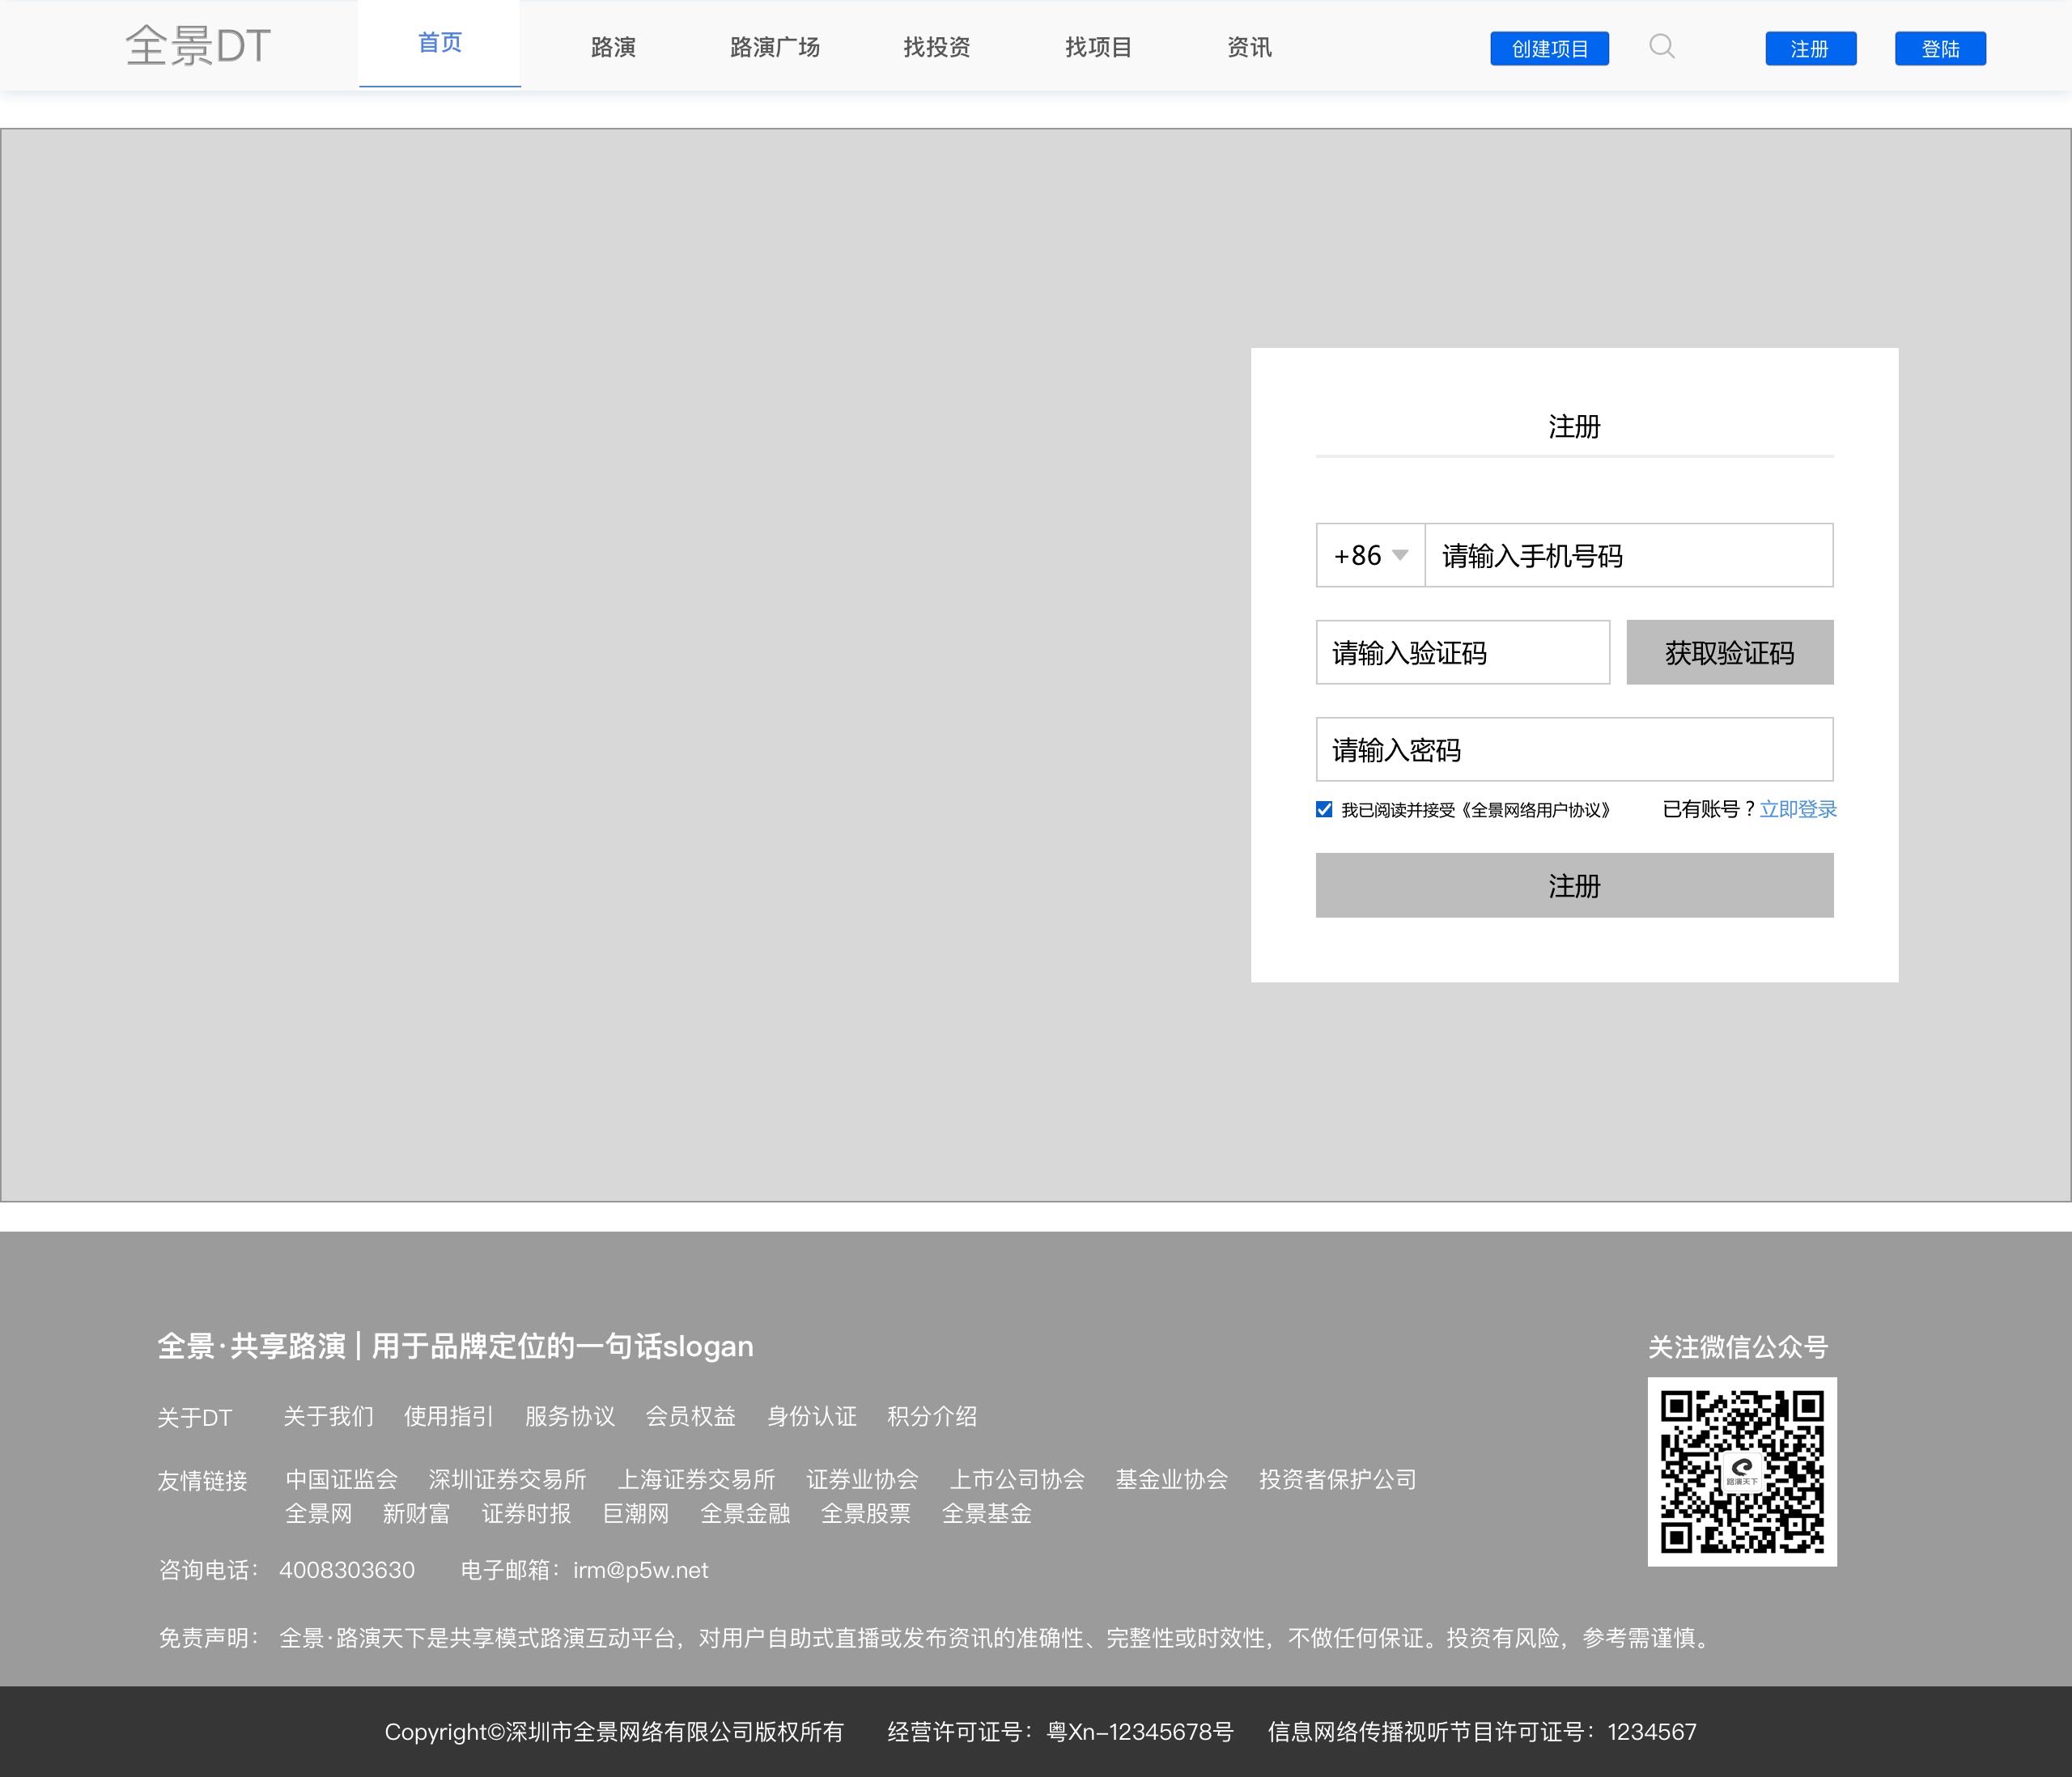 全景DT 首页 路演 路演广场 找投资 找项目 资讯 创建项目 注册 登陆
注册
+86 请输入手机号码
请输入验证码 获取验证码
请输入密码
我已阅读并接受《全景网络用户协议》 已有账号？立即登录
注册
全景·共享路演 | 用于品牌定位的一句话slogan
关注微信公众号
关于DT 关于我们 使用指引 服务协议 会员权益 身份认证 积分介绍
友情链接 中国证监会 深圳证券交易所 上海证券交易所 证券业协会 上市公司协会 基金业协会 投资者保护公司
全景网 新财富 证券时报 巨潮网 全景金融 全景股票 全景基金
路演天下
咨询电话： 4008303630 电子邮箱：irm@p5w.net
免责声明： 全景·路演天下是共享模式路演互动平台，对用户自助式直播或发布资讯的准确性、完整性或时效性，不做任何保证。投资有风险，参考需谨慎。
Copyright©深圳市全景网络有限公司版权所有 经营许可证号：粤Xn-12345678号 信息网络传播视听节目许可证号：1234567